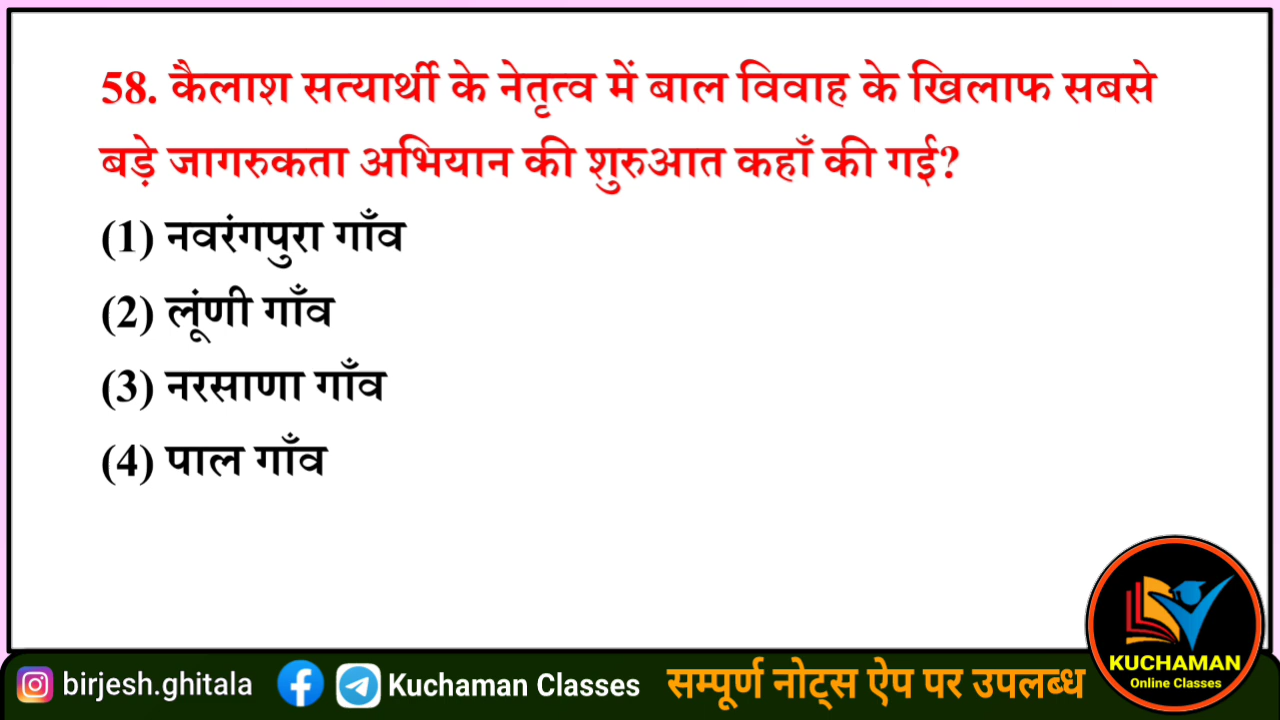 58. कैलाश सत्यार्थी के नेतृत्व में बाल विवाह के खिलाफ सबसे
बड़े जागरुकता अभियान की शुरुआत कहाँ की गई?
(1) नवरंगपुरा गाँव
(2) लूंणी गाँव
(3) नरसाणा गाँव
(4) पाल गाँव
KUCHAMAN
Online Classes
birjesh.ghitala Kuchaman Classes सम्पूर्ण नोट्स ऐप पर उपलब्ध